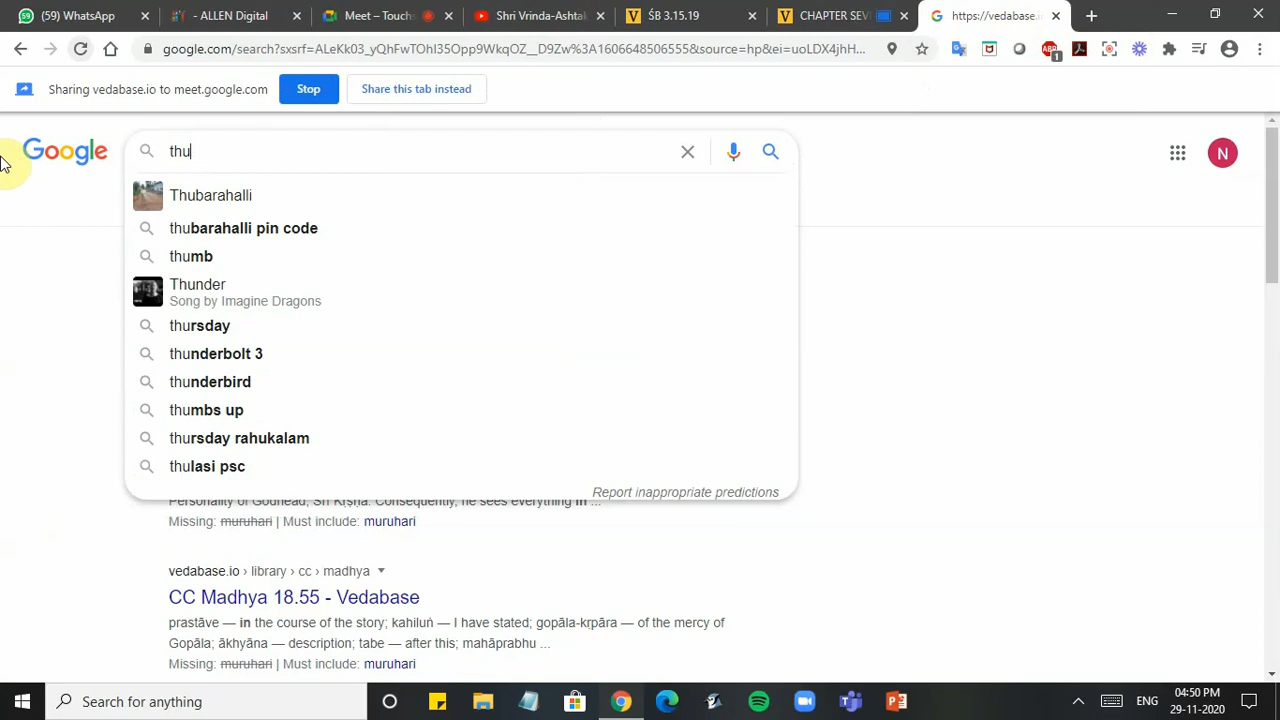 (59) WhatsApp
- ALLEN Digital
Meet – Touchs
Shri Vrinda-Ashtak
ŚB 3.15.19
CHAPTER SEV
https://vedabase.i
google.com/search?sxsrf=ALeKk03_yQhFwTOhI35Opp9WkqOZ__D9Zw%3A1606648506555&source=hp&ei=uoLDX4jhH...
ABP
1
Sharing vedabase.io to meet.google.com
Stop
Share this tab instead
Google
thu
N
Thubarahalli
thubarahalli pin code
thumb
Thunder
Song by Imagine Dragons
thursday
thunderbolt 3
thunderbird
thumbs up
thursday rahukalam
thulasi psc
Report inappropriate predictions
Personality of Godhead, Śrī Kṛṣṇa. Consequently, he sees everything in ...
Missing: muruhari | Must include: muruhari
vedabase.io › library › cc › madhya
CC Madhya 18.55 - Vedabase
prastāve — in the course of the story; kahiluṅ — I have stated; gopāla-kṛpāra — of the mercy of
Gopāla; ākhyāna — description; tabe — after this; mahāprabhu ...
Missing: muruhari | Must include: muruhari
Search for anything
ENG
04:50 PM
29-11-2020